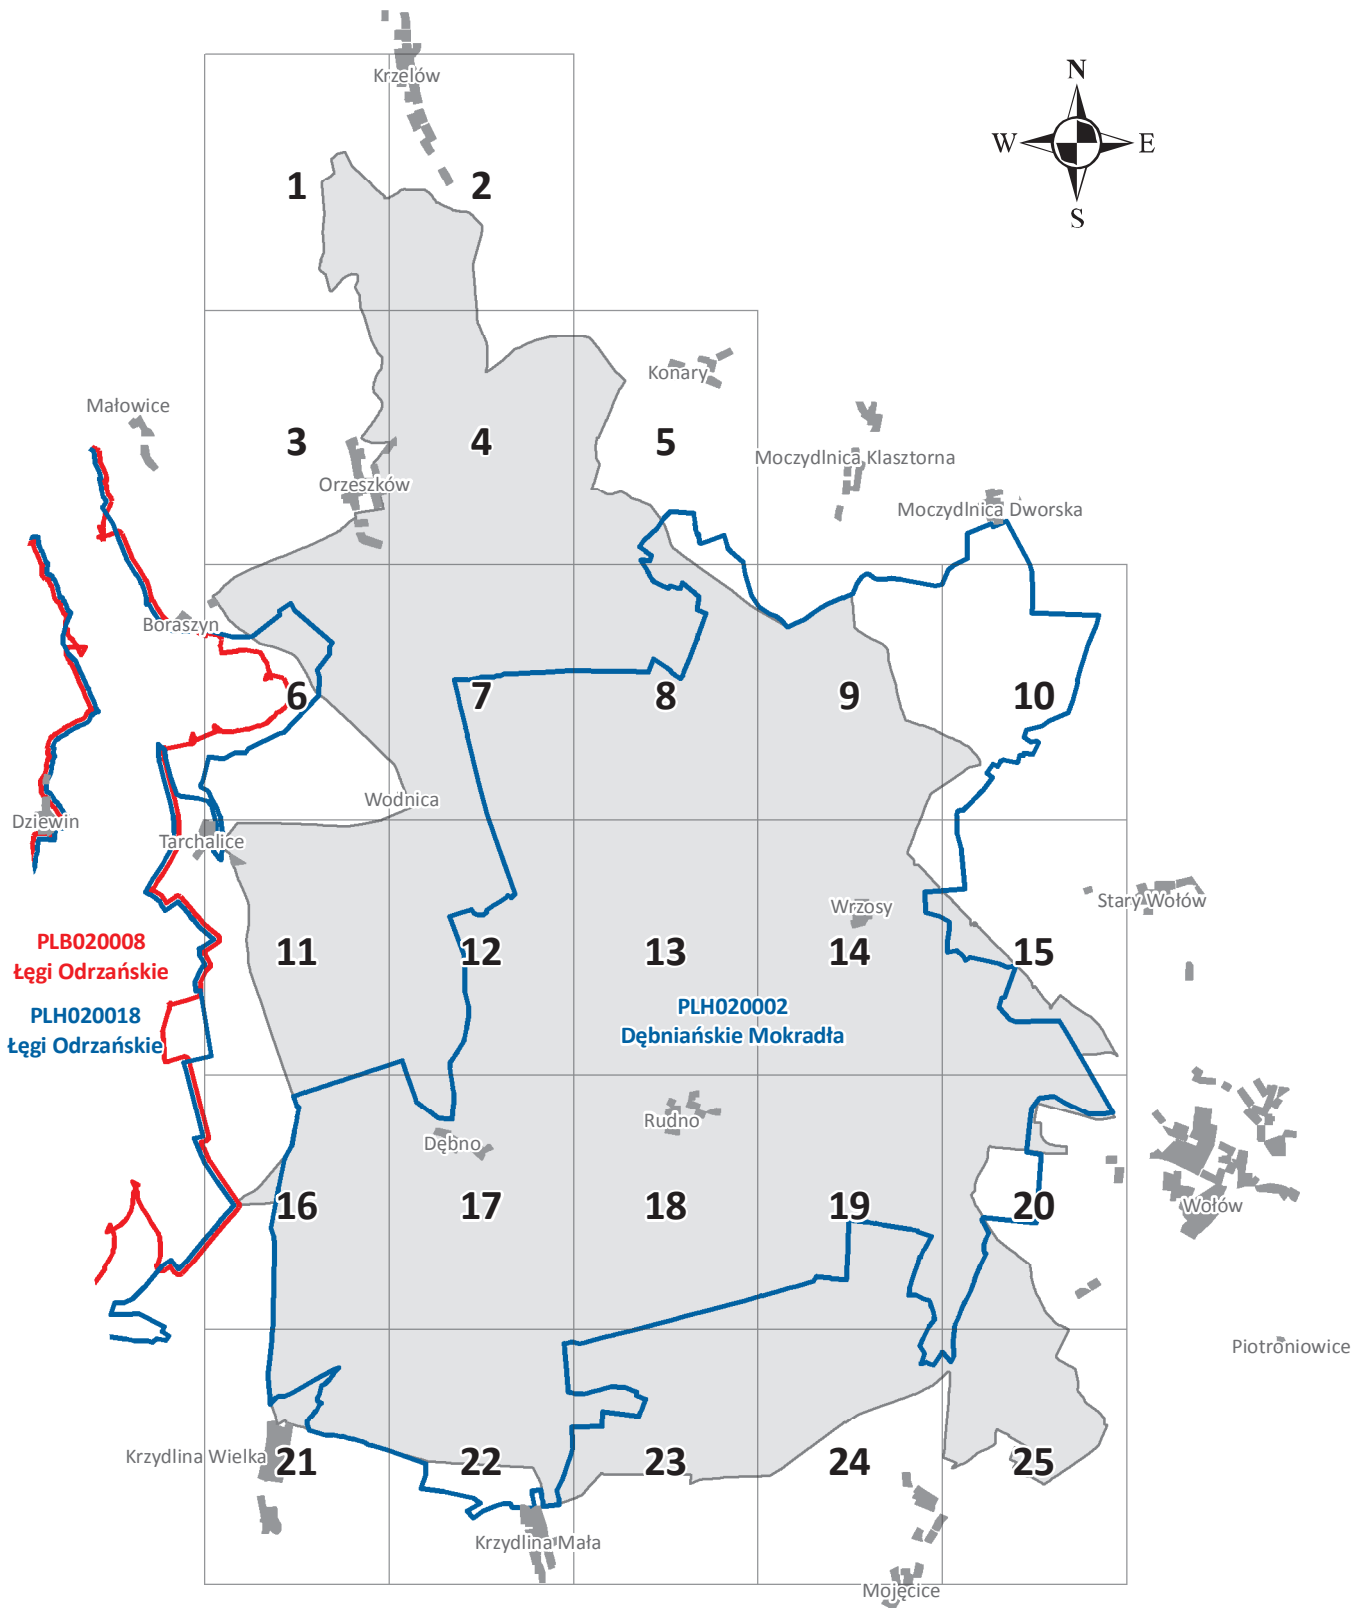 Krzelów
N
W
E
S
1
2
Konary
Małowice
3
4
5
Moczydlnica Klasztorna
Orzeszków
Moczydlnica Dworska
Boraszyn
6
7
8
9
10
Wodnica
Dziewin
Tarchalice
Stary Wołów
Wrzosy
PLB020008
Łęgi Odrzańskie
11
12
13
14
15
PLH020018
Łęgi Odrzańskie
PLH020002
Dębniańskie Mokradła
Rudno
Dębno
16
17
18
19
20
Wołów
Piotroniowice
Krzydlina Wielka
21
22
23
24
25
Krzydlina Mała
Mojęcice